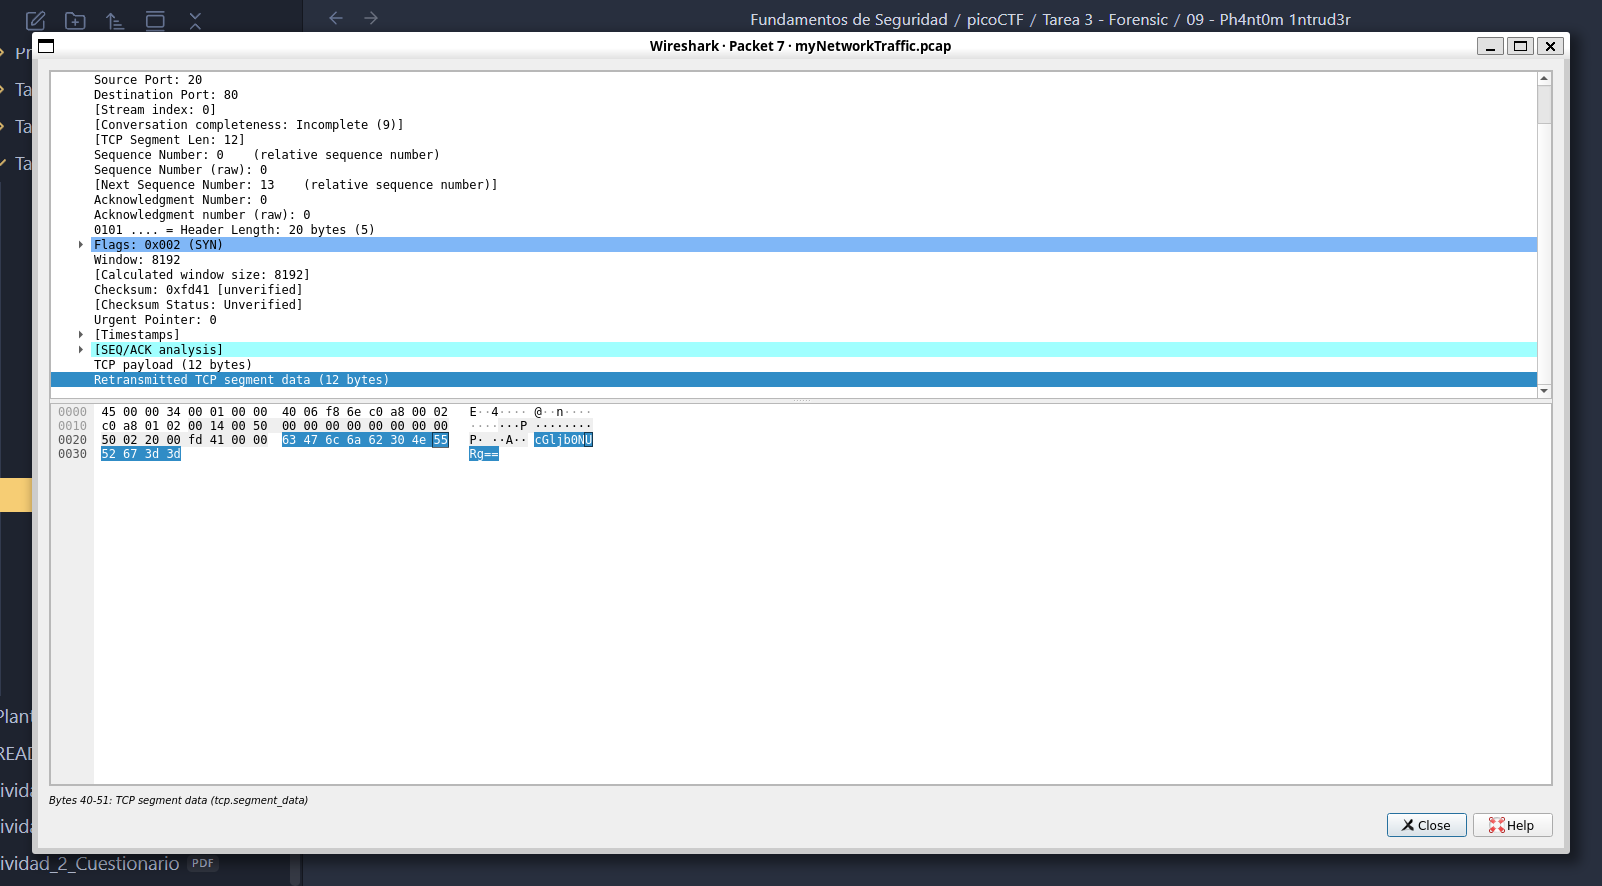 Fundamentos de Seguridad / picoCTF / Tarea 3 - Forensic / 09 - Ph4nt0m 1ntrud3r
Pr
Ta
Ta
Ta
Plant
READ
ivida
ivida
ividad_2_Cuestionario PDF
Wireshark · Packet 7 · myNetworkTraffic.pcap
Source Port: 20
Destination Port: 80
[Stream index: 0]
[Conversation completeness: Incomplete (9)]
[TCP Segment Len: 12]
Sequence Number: 0    (relative sequence number)
Sequence Number (raw): 0
[Next Sequence Number: 13    (relative sequence number)]
Acknowledgment Number: 0
Acknowledgment number (raw): 0
0101 .... = Header Length: 20 bytes (5)
Flags: 0x002 (SYN)
Window: 8192
[Calculated window size: 8192]
Checksum: 0xfd41 [unverified]
[Checksum Status: Unverified]
Urgent Pointer: 0
[Timestamps]
[SEQ/ACK analysis]
TCP payload (12 bytes)
Retransmitted TCP segment data (12 bytes)
0000  45 00 00 34 00 01 00 00  40 06 f8 6e c0 a8 00 02  E··4···· @··n····
0010  c0 a8 01 02 00 14 00 50  00 00 00 00 00 00 00 00  ·······P ········
0020  50 02 20 00 fd 41 00 00  63 47 6c 6a 62 30 4e 55  P· ··A·· cGljb0NU
0030  52 67 3d 3d  Rg==
Bytes 40-51: TCP segment data (tcp.segment_data)
Close
Help